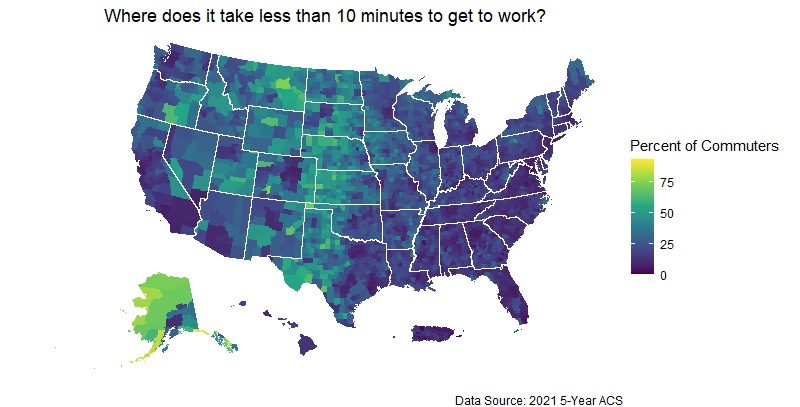 Where does it take less than 10 minutes to get to work?
Percent of Commuters
75
50
25
0
Data Source: 2021 5-Year ACS